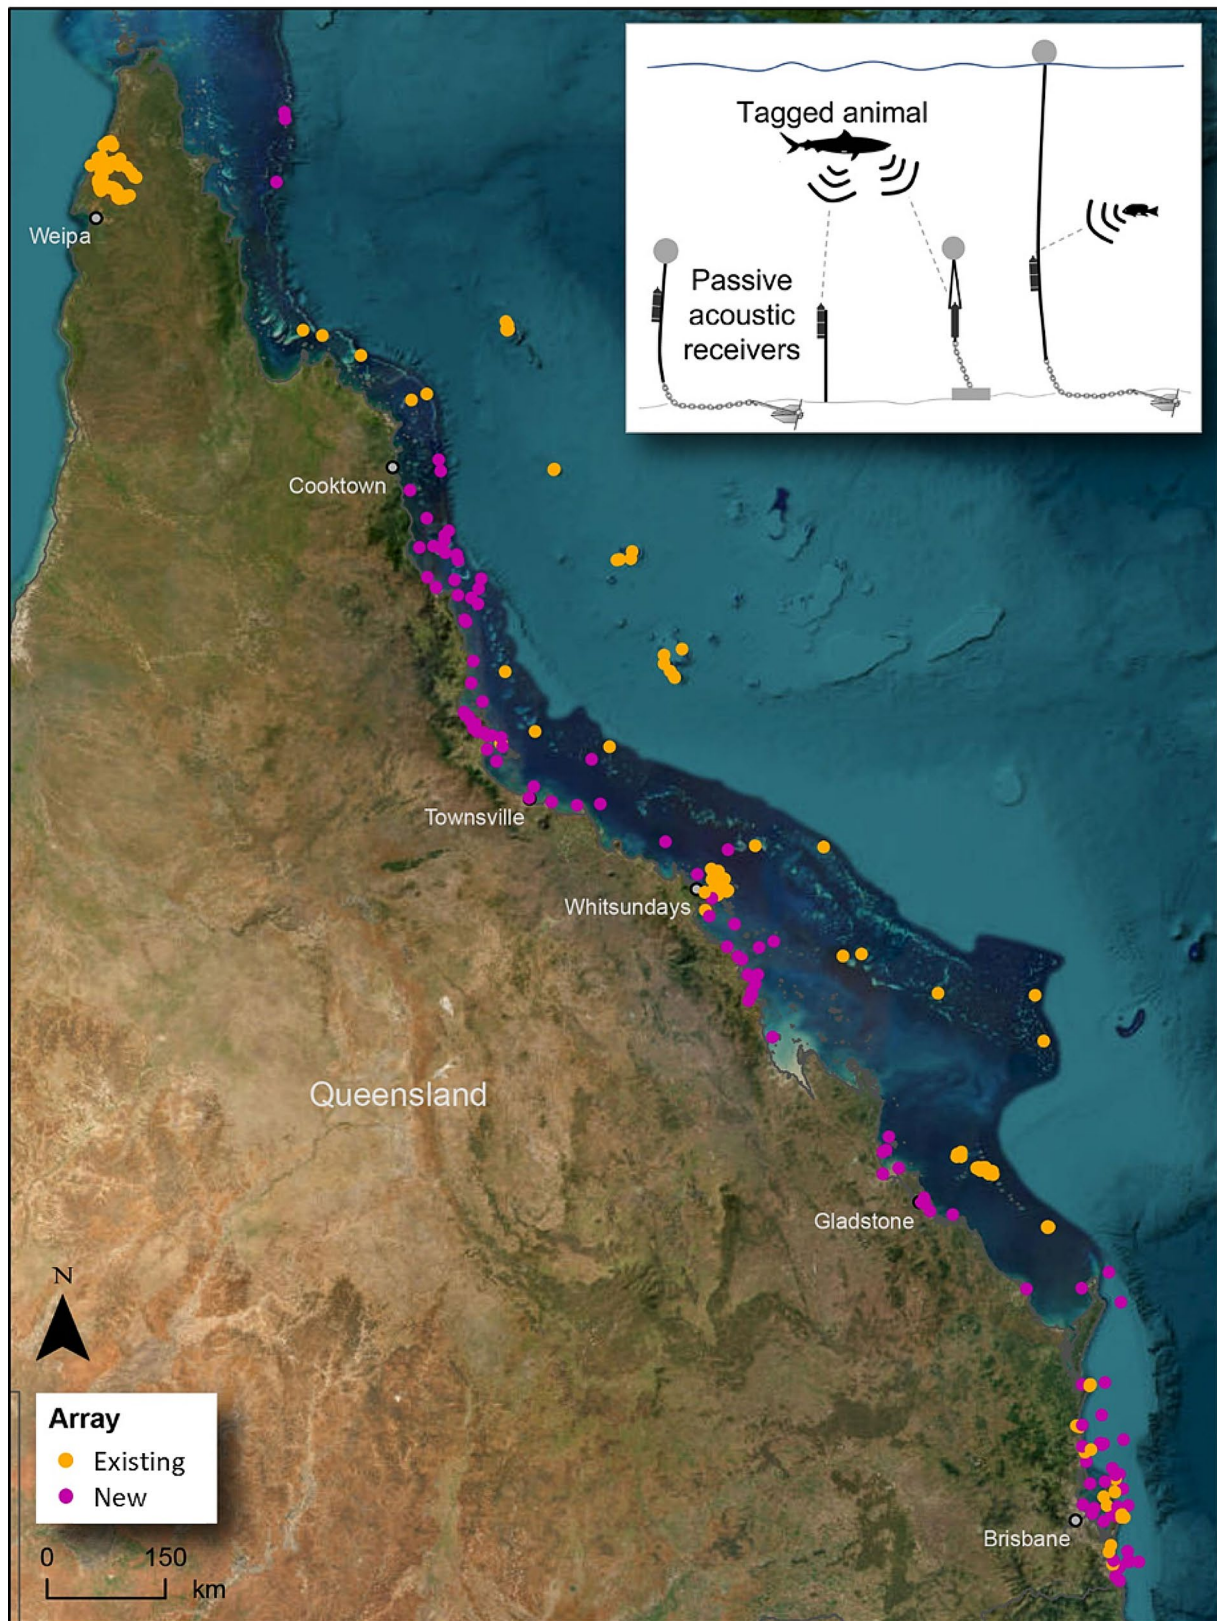 Tagged animal
Passive
acoustic
receivers
Weipa
Cooktown
Townsville
Whitsundays
Queensland
Gladstone
Brisbane
N
Array
Existing
New
0 150
km